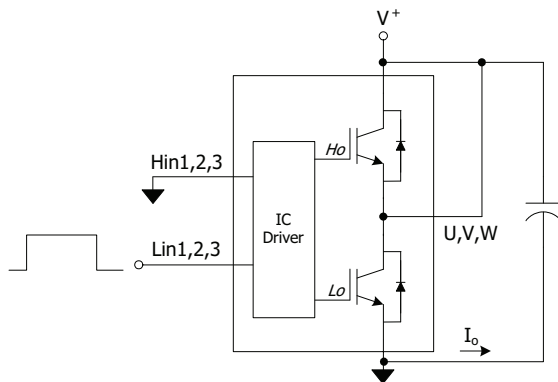 V+
Ho
Hin1,2,3
IC
Driver
U,V,W
Lin1,2,3
Lo
Io